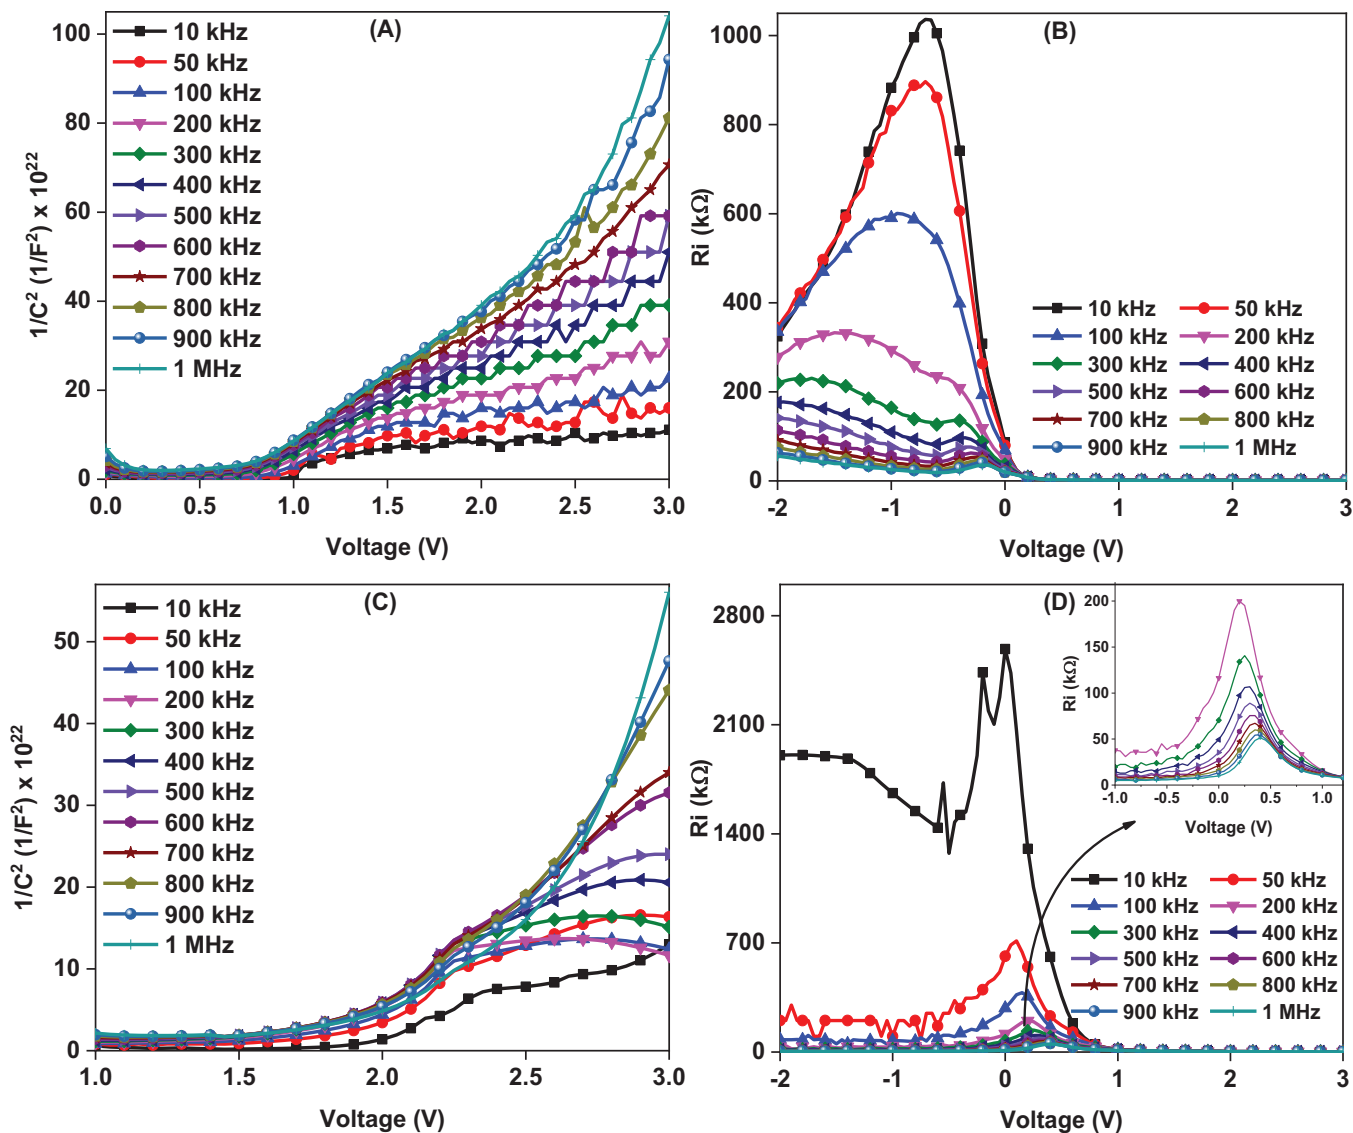 (A)
10 kHz
50 kHz
100 kHz
200 kHz
300 kHz
400 kHz
500 kHz
600 kHz
700 kHz
800 kHz
900 kHz
1 MHz
1/C² (1/F²) x 10²²
100
80
60
40
20
0
0.0 0.5 1.0 1.5 2.0 2.5 3.0
Voltage (V)
(B)
Ri (kΩ)
1000
800
600
400
200
0
10 kHz 50 kHz
100 kHz 200 kHz
300 kHz 400 kHz
500 kHz 600 kHz
700 kHz 800 kHz
900 kHz 1 MHz
-2 -1 0 1 2 3
Voltage (V)
(C)
10 kHz
50 kHz
100 kHz
200 kHz
300 kHz
400 kHz
500 kHz
600 kHz
700 kHz
800 kHz
900 kHz
1 MHz
1/C² (1/F²) x 10²²
50
40
30
20
10
0
1.0 1.5 2.0 2.5 3.0
Voltage (V)
(D)
Ri (kΩ)
2800
2100
1400
700
0
Ri (kΩ)
200
150
100
50
0
-1.0 -0.5 0.0 0.5 1.0
Voltage (V)
10 kHz 50 kHz
100 kHz 200 kHz
300 kHz 400 kHz
500 kHz 600 kHz
700 kHz 800 kHz
900 kHz 1 MHz
-2 -1 0 1 2 3
Voltage (V)